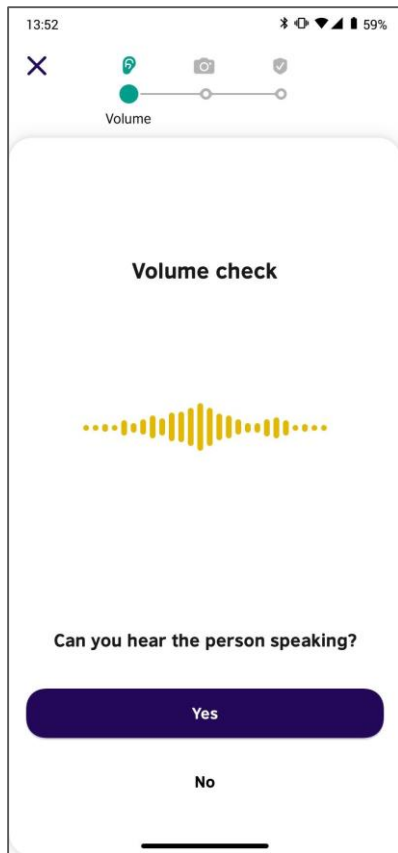 13:52 59%
Volume
Volume check
Can you hear the person speaking?
Yes
No